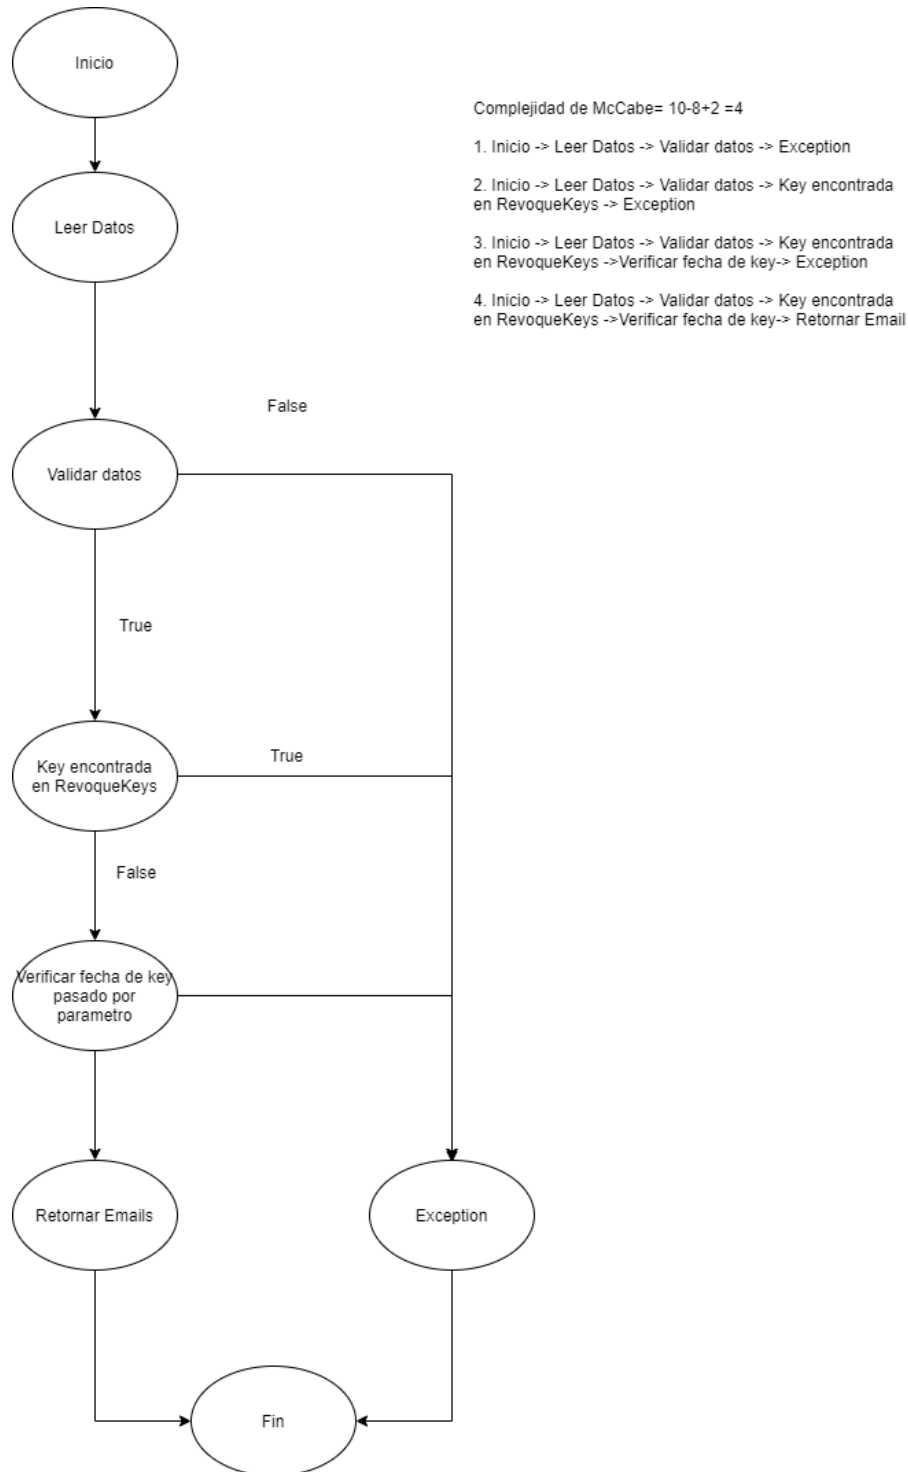 Inicio
Complejidad de McCabe= 10-8+2 =4
1. Inicio -> Leer Datos -> Validar datos -> Exception
2. Inicio -> Leer Datos -> Validar datos -> Key encontrada
en RevoqueKeys -> Exception
3. Inicio -> Leer Datos -> Validar datos -> Key encontrada
en RevoqueKeys ->Verificar fecha de key-> Exception
4. Inicio -> Leer Datos -> Validar datos -> Key encontrada
en RevoqueKeys ->Verificar fecha de key-> Retornar Email
Leer Datos
False
Validar datos
True
Key encontrada
en RevoqueKeys
True
False
Verificar fecha de key
pasado por
parametro
Retornar Emails
Exception
Fin